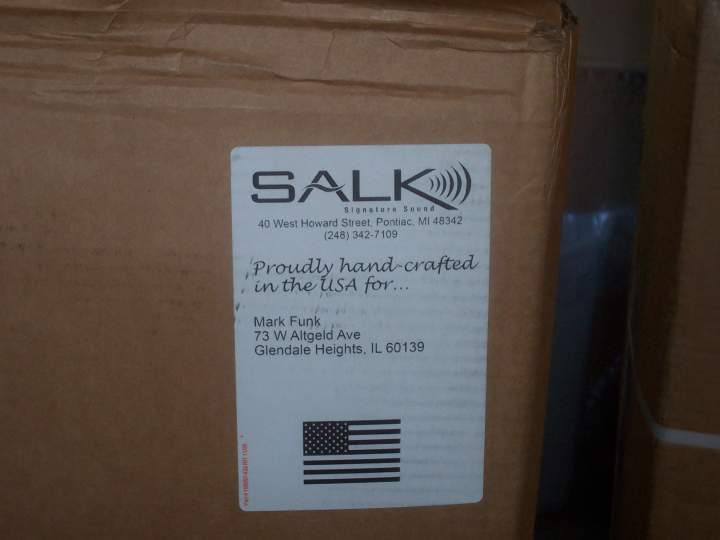 SALK
Signature Sound
40 West Howard Street, Pontiac, MI 48342
(248) 342-7109
Proudly hand-crafted
in the USA for...
Mark Funk
73 W Altgeld Ave
Glendale Heights, IL 60139